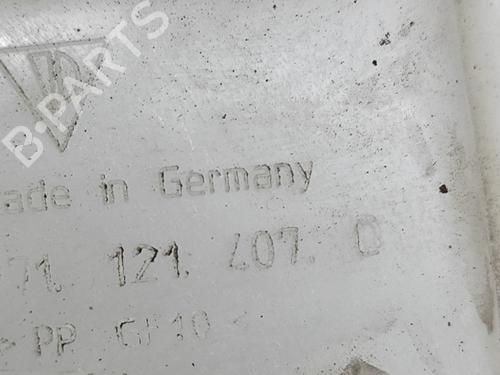 B-PARTS
ade in Germany
71. 121. 407. D
> PP GF10 <